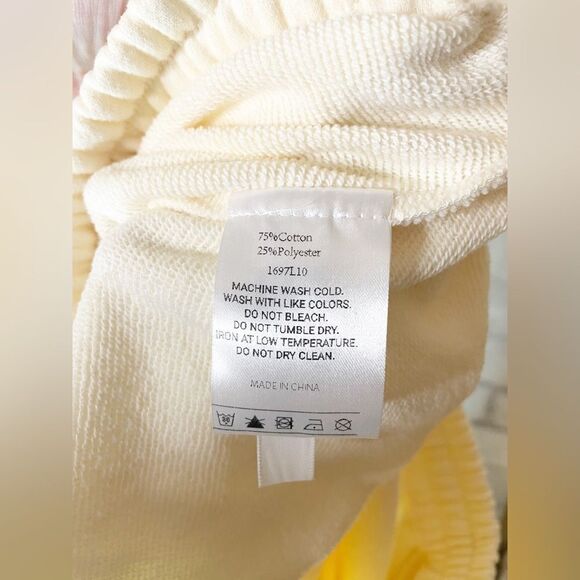 75%Cotton
25%Polyester
1697L10
MACHINE WASH COLD.
WASH WITH LIKE COLORS.
DO NOT BLEACH.
DO NOT TUMBLE DRY.
IRON AT LOW TEMPERATURE.
DO NOT DRY CLEAN.
MADE IN CHINA
30